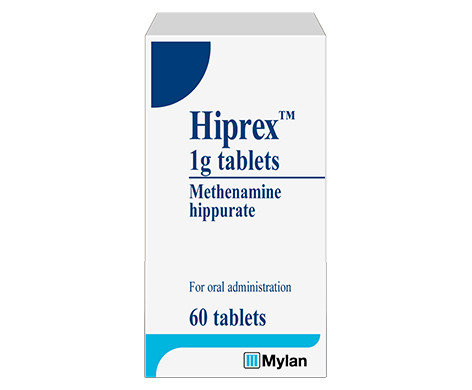 Hiprex™
1g tablets
Methenamine
hippurate
For oral administration
60 tablets
Mylan